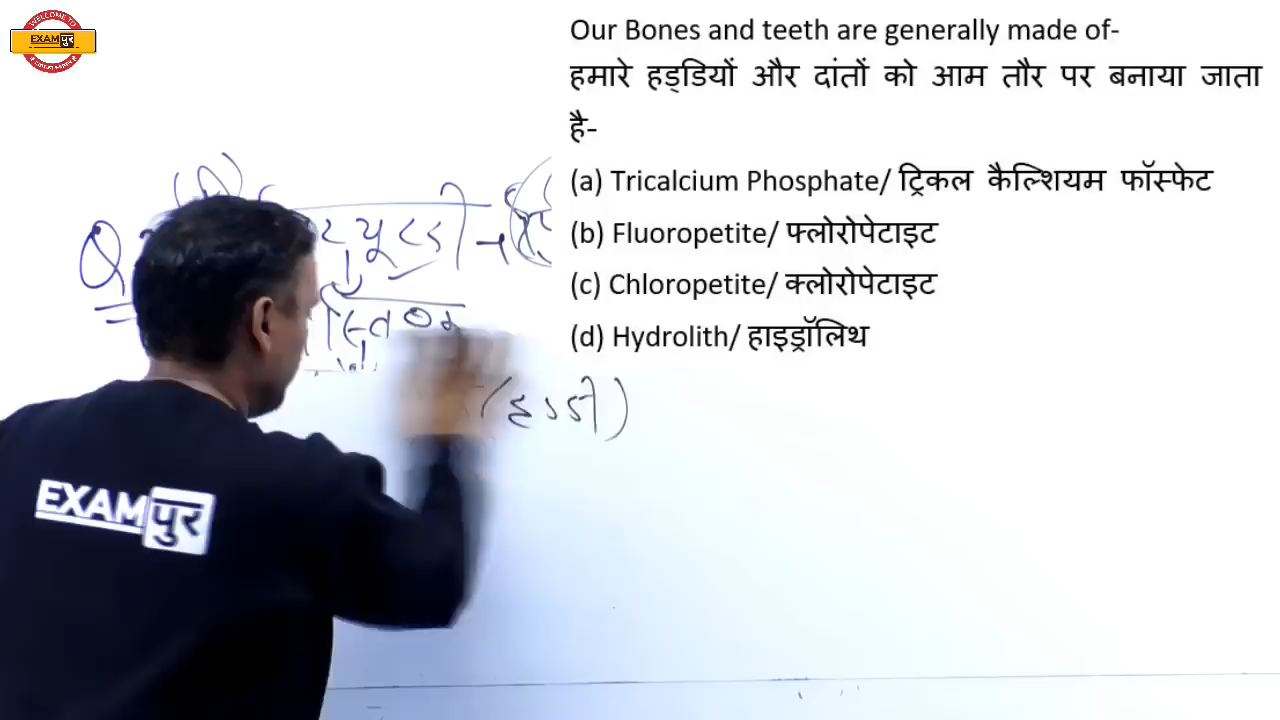 WELCOME TO
EXAMपुर
Our Bones and teeth are generally made of-
हमारे हड्डियों और दांतों को आम तौर पर बनाया जाता
है-
(a) Tricalcium Phosphate/ ट्रिकल कैल्शियम फॉस्फेट
(b) Fluoropetite/ फ्लोरोपेटाइट
(c) Chloropetite/ क्लोरोपेटाइट
(d) Hydrolith/ हाइड्रॉलिथ
(हड्डी)
EXAMपुर